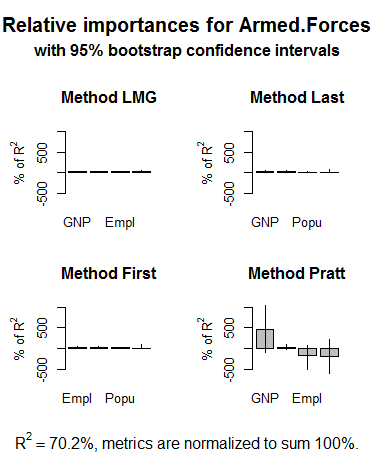 Relative importances for Armed.Forces
with 95% bootstrap confidence intervals
Method LMG
% of R²
500
-500
GNP Empl
Method Last
% of R²
500
-500
GNP Popu
Method First
% of R²
500
-500
Empl Popu
Method Pratt
% of R²
500
-500
GNP Empl
R² = 70.2%, metrics are normalized to sum 100%.